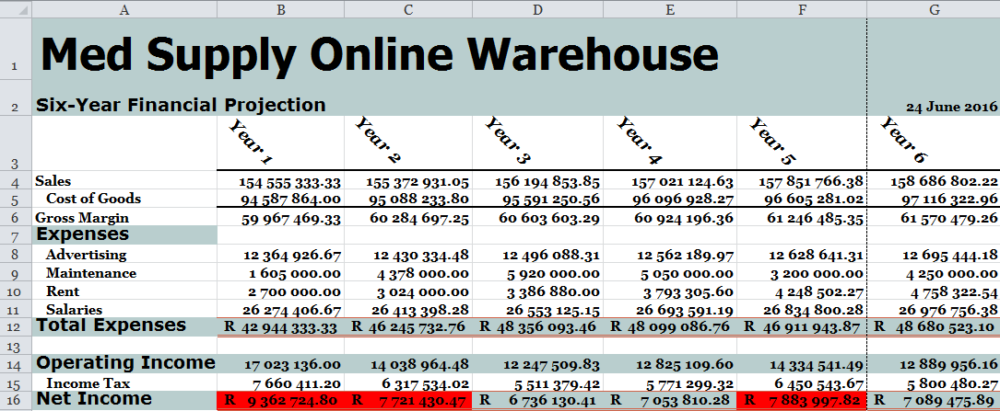 A B C D E F G
1 Med Supply Online Warehouse
2 Six-Year Financial Projection 24 June 2016
3 Year 1 Year 2 Year 3 Year 4 Year 5 Year 6
4 Sales 154 555 333.33 155 372 931.05 156 194 853.85 157 021 124.63 157 851 766.38 158 686 802.22
5 Cost of Goods 94 587 864.00 95 088 233.80 95 591 250.56 96 096 928.27 96 605 281.02 97 116 322.96
6 Gross Margin 59 967 469.33 60 284 697.25 60 603 603.29 60 924 196.36 61 246 485.35 61 570 479.26
7 Expenses
8 Advertising 12 364 926.67 12 430 334.48 12 496 088.31 12 562 189.97 12 628 641.31 12 695 444.18
9 Maintenance 1 605 000.00 4 378 000.00 5 920 000.00 5 050 000.00 3 200 000.00 4 250 000.00
10 Rent 2 700 000.00 3 024 000.00 3 386 880.00 3 793 305.60 4 248 502.27 4 758 322.54
11 Salaries 26 274 406.67 26 413 398.28 26 553 125.15 26 693 591.19 26 834 800.28 26 976 756.38
12 Total Expenses R 42 944 333.33 R 46 245 732.76 R 48 356 093.46 R 48 099 086.76 R 46 911 943.87 R 48 680 523.10
13
14 Operating Income 17 023 136.00 14 038 964.48 12 247 509.83 12 825 109.60 14 334 541.49 12 889 956.16
15 Income Tax 7 660 411.20 6 317 534.02 5 511 379.42 5 771 299.32 6 450 543.67 5 800 480.27
16 Net Income R 9 362 724.80 R 7 721 430.47 R 6 736 130.41 R 7 053 810.28 R 7 883 997.82 R 7 089 475.89